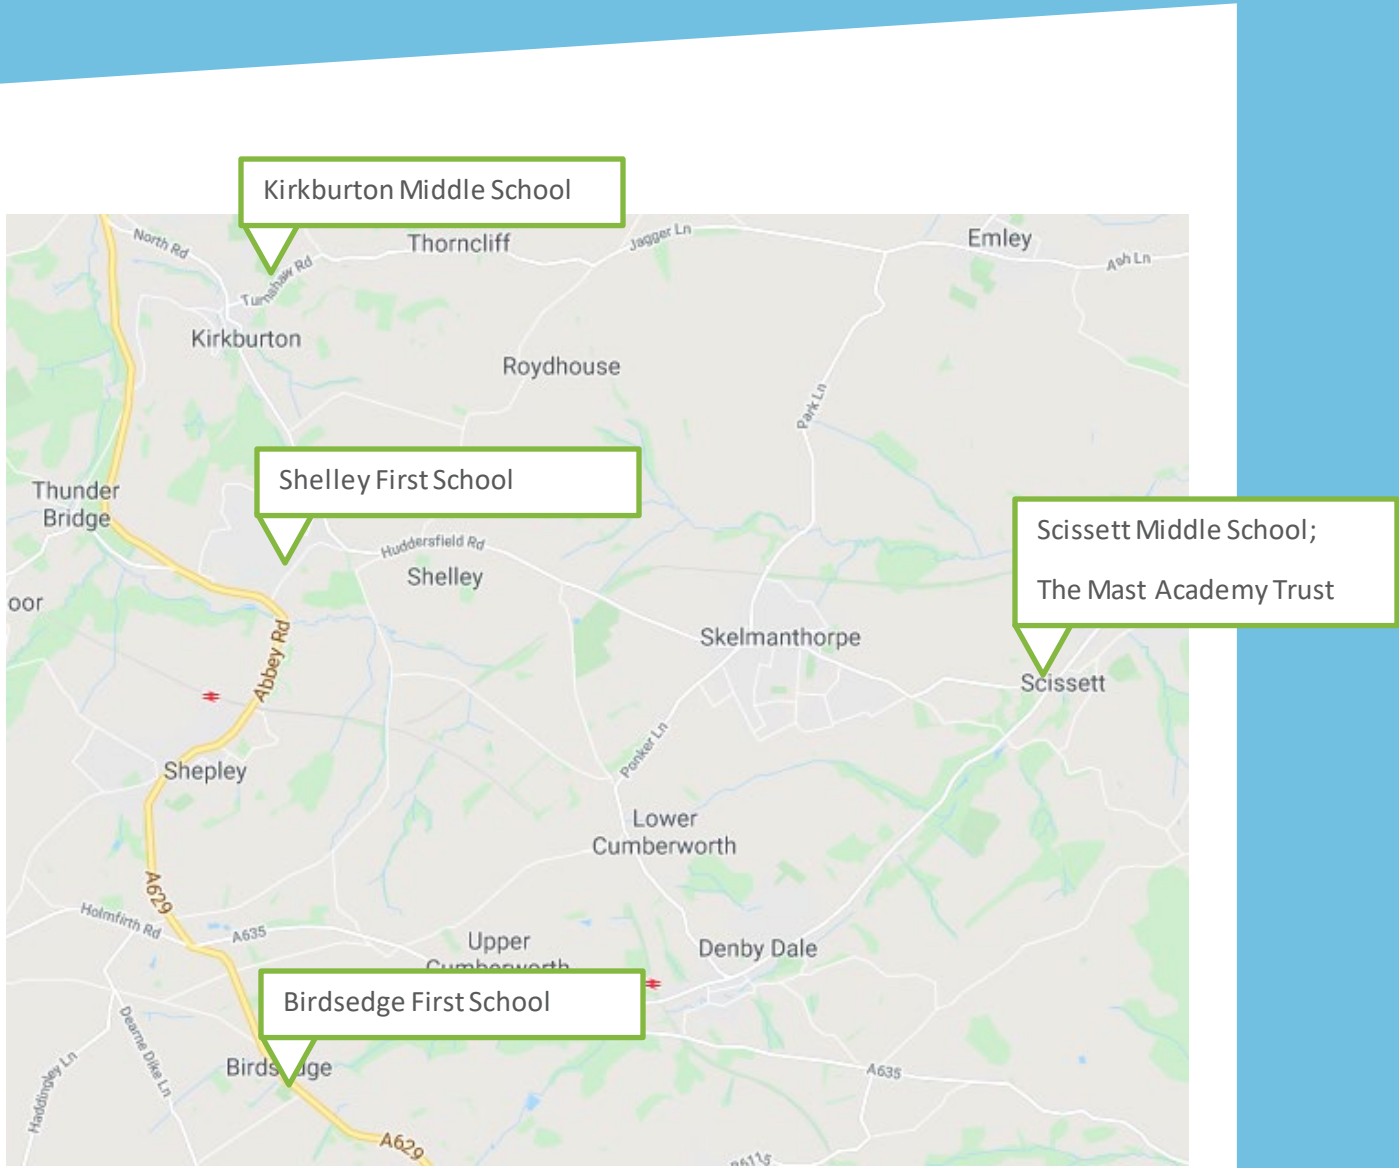 Kirkburton Middle School
North Rd
Thorncliff
Jagger Ln
Emley
Ash Ln
Turnshaw Rd
Kirkburton
Roydhouse
Park Ln
Shelley First School
Thunder
Bridge
Huddersfield Rd
Shelley
Scissett Middle School;
The Mast Academy Trust
oor
Abbey Rd
Skelmanthorpe
Scissett
Ponker Ln
Shepley
Lower
Cumberworth
A629
Holmfirth Rd
A635
Upper
Cumberworth
Denby Dale
Birdsedge First School
Dearne Dike Ln
Haddingley Ln
Birdsedge
A635
A629
B6115